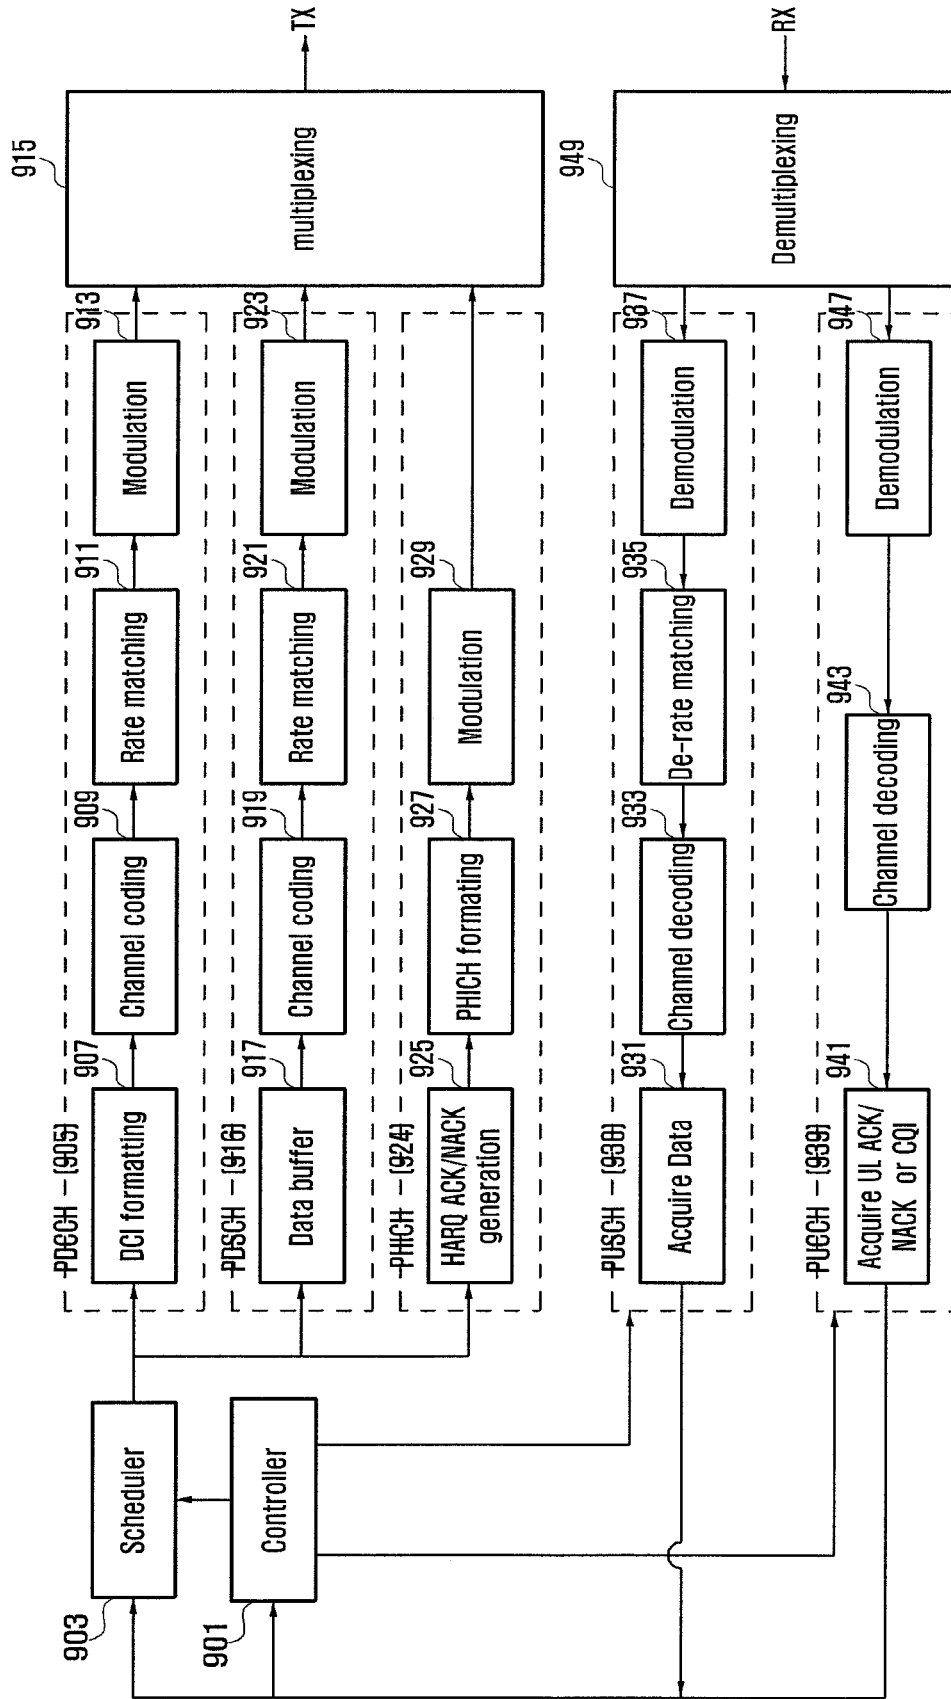 903
Scheduler
901
Controller
PDCCH
(905)
907
DCI formatting
909
Channel coding
911
Rate matching
913
Modulation
PDSCH
(916)
917
Data buffer
919
Channel coding
921
Rate matching
923
Modulation
PHICH
(924)
925
HARQ ACK/NACK
generation
927
PHICH formating
929
Modulation
915
multiplexing
TX
PUSCH
(930)
931
Acquire Data
933
Channel decoding
935
De-rate matching
937
Demodulation
PUCCH
(939)
941
Acquire UL ACK/
NACK or CQI
943
Channel decoding
947
Demodulation
949
Demultiplexing
RX